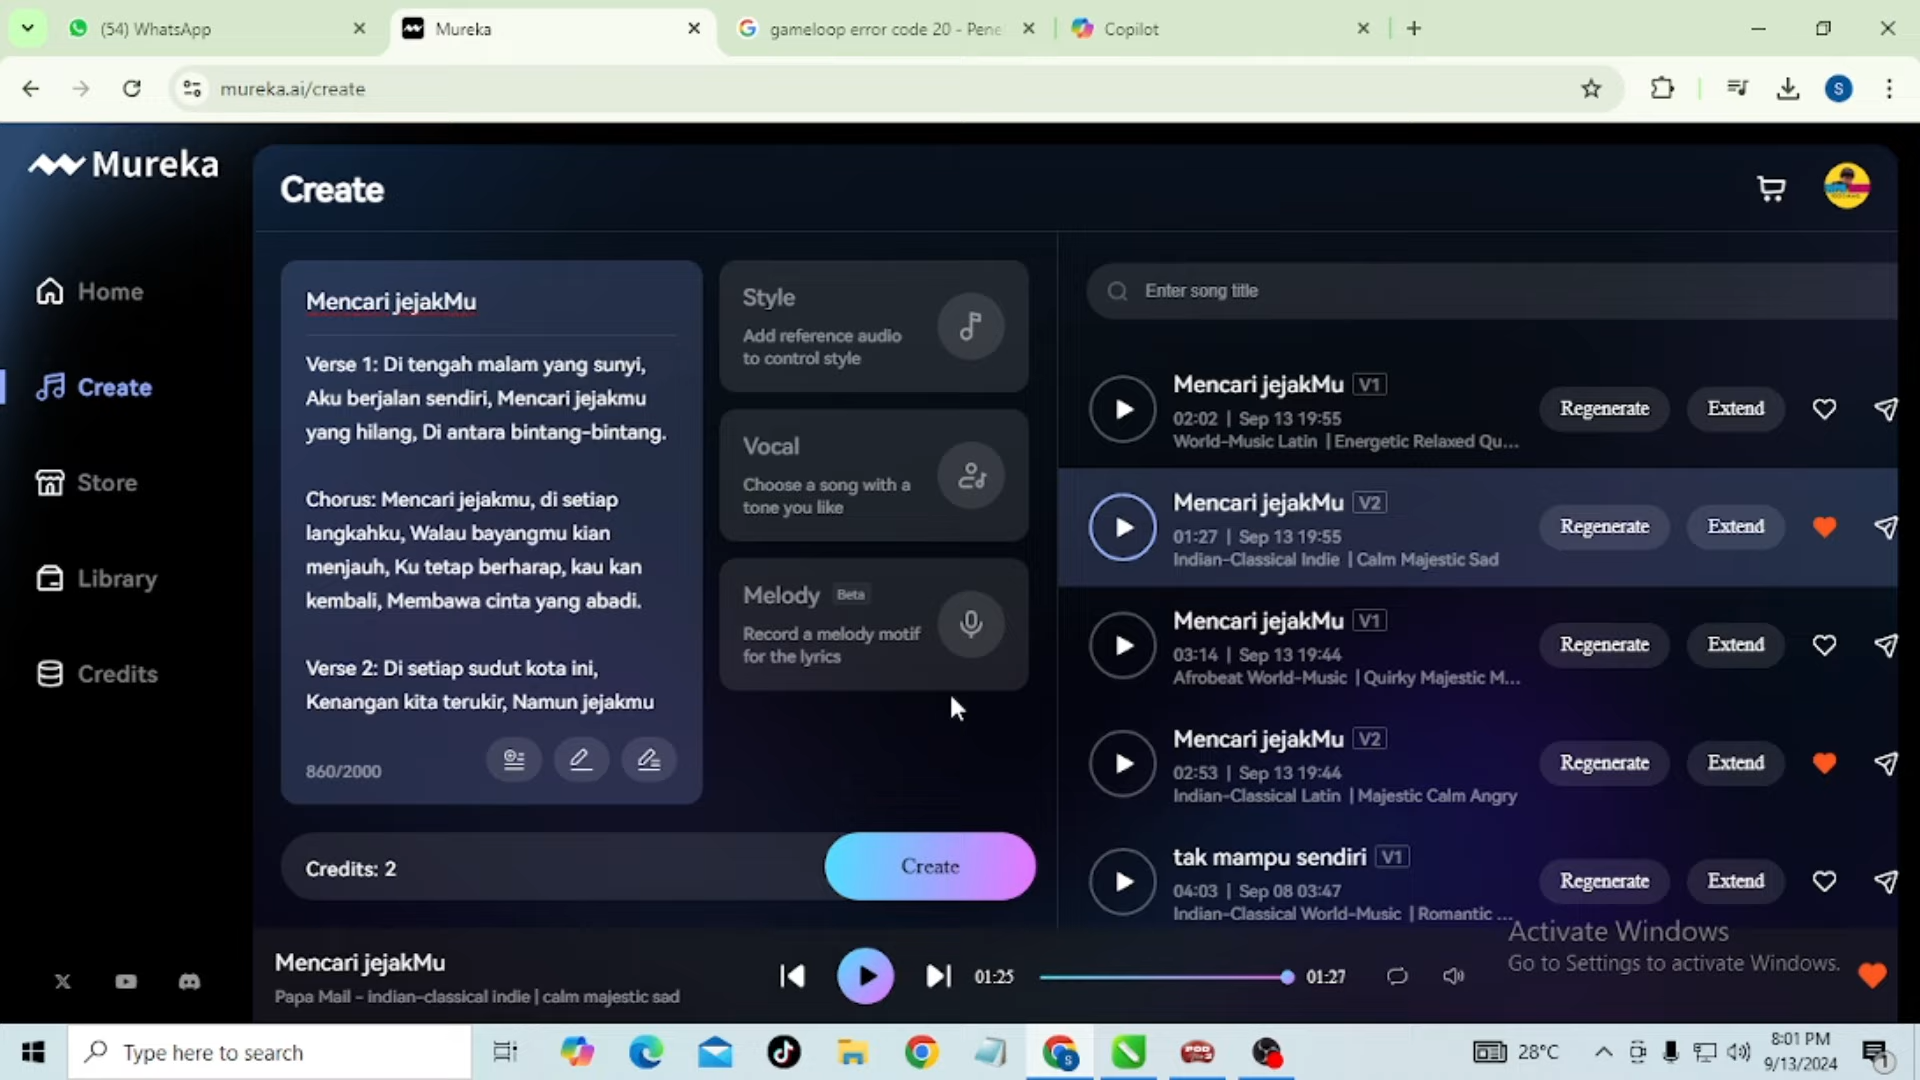 (54) WhatsApp
Mureka
gameloop error code 20 - Pene
Copilot
mureka.ai/create
S
Mureka
Create
Home
Create
Store
Library
Credits
Mencari jejakMu
Verse 1: Di tengah malam yang sunyi,
Aku berjalan sendiri, Mencari jejakmu
yang hilang, Di antara bintang-bintang.
Chorus: Mencari jejakmu, di setiap
langkahku, Walau bayangmu kian
menjauh, Ku tetap berharap, kau kan
kembali, Membawa cinta yang abadi.
Verse 2: Di setiap sudut kota ini,
Kenangan kita terukir, Namun jejakmu
860/2000
Style
Add reference audio
to control style
Vocal
Choose a song with a
tone you like
Melody Beta
Record a melody motif
for the lyrics
Credits: 2
Create
Enter song title
Mencari jejakMu V1
02:02 | Sep 13 19:55
World-Music Latin | Energetic Relaxed Qu...
Regenerate
Extend
Mencari jejakMu V2
01:27 | Sep 13 19:55
Indian-Classical Indie | Calm Majestic Sad
Regenerate
Extend
Mencari jejakMu V1
03:14 | Sep 13 19:44
Afrobeat World-Music | Quirky Majestic M...
Regenerate
Extend
Mencari jejakMu V2
02:53 | Sep 13 19:44
Indian-Classical Latin | Majestic Calm Angry
Regenerate
Extend
tak mampu sendiri V1
04:03 | Sep 08 03:47
Indian-Classical World-Music | Romantic ...
Regenerate
Extend
Activate Windows
Go to Settings to activate Windows.
Mencari jejakMu
Papa Mail - indian-classical indie | calm majestic sad
01:25
01:27
Type here to search
28°C
8:01 PM
9/13/2024
1